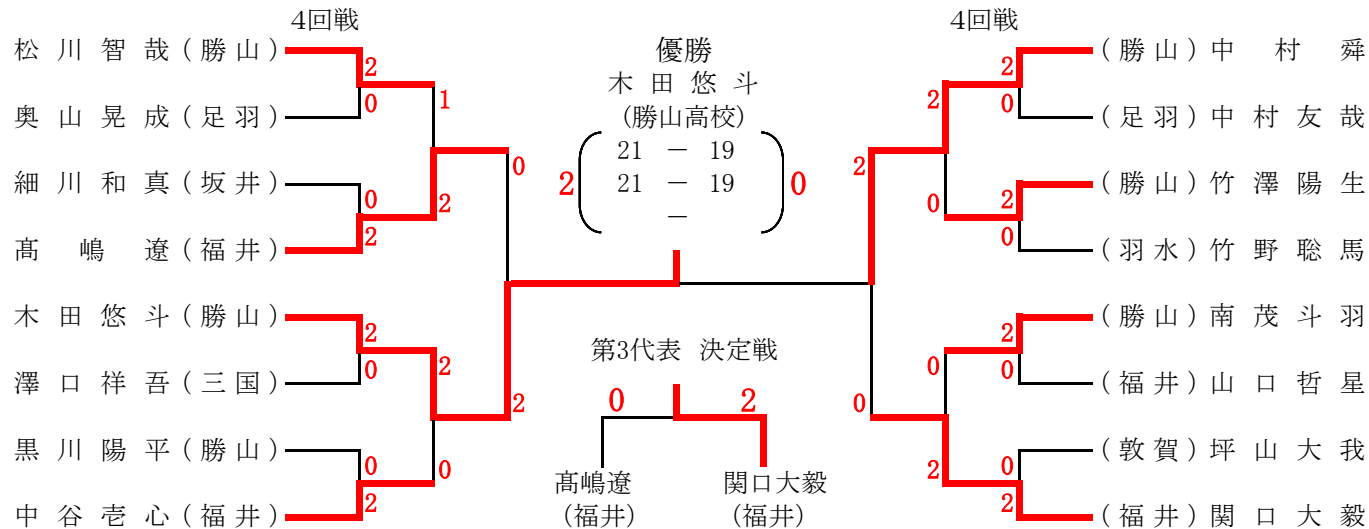 4回戦
松川智哉(勝山)
2
0
奥山晃成(足羽)
1
細川和真(坂井)
0
2
髙嶋遼(福井)
2
0
木田悠斗(勝山)
2
0
澤口祥吾(三国)
2
黒川陽平(勝山)
0
2
中谷壱心(福井)
0
2
優勝
木田悠斗
(勝山高校)
21 － 19
2 21 － 19 0
－
第3代表 決定戦
0 2
髙嶋遼 関口大毅
(福井) (福井)
4回戦
(勝山)中村舜
2
0
(足羽)中村友哉
2
(勝山)竹澤陽生
2
0
(羽水)竹野聡馬
0
2
(勝山)南茂斗羽
2
0
(福井)山口哲星
0
(敦賀)坪山大我
0
2
(福井)関口大毅
2
0